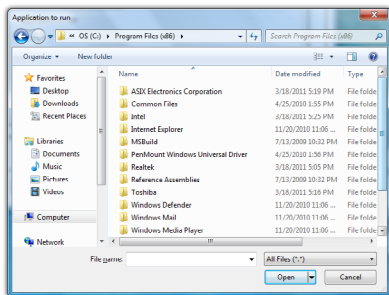 Application to run
« OS (C:) ▸ Program Files (x86) ▸
Search Program Files (x86)
Organize ▾ New folder
Name Date modified Type
Favorites
Desktop
Downloads
Recent Places
Libraries
Documents
Music
Pictures
Videos
Computer
Network
ASIX Electronics Corporation 3/18/2011 5:19 PM File folde
Common Files 4/25/2010 1:55 PM File folde
Intel 3/18/2011 5:25 PM File folde
Internet Explorer 11/20/2010 11:06 ... File folde
MSBuild 7/13/2009 10:32 PM File folde
PenMount Windows Universal Driver 4/25/2010 1:56 PM File folde
Realtek 3/18/2011 5:05 PM File folde
Reference Assemblies 7/13/2009 10:32 PM File folde
Toshiba 3/18/2011 5:16 PM File folde
Windows Defender 11/20/2010 11:06 ... File folde
Windows Mail 11/20/2010 11:06 ... File folde
Windows Media Player 11/20/2010 11:06 ... File folde
File name:
All Files (*.*)
Open Cancel